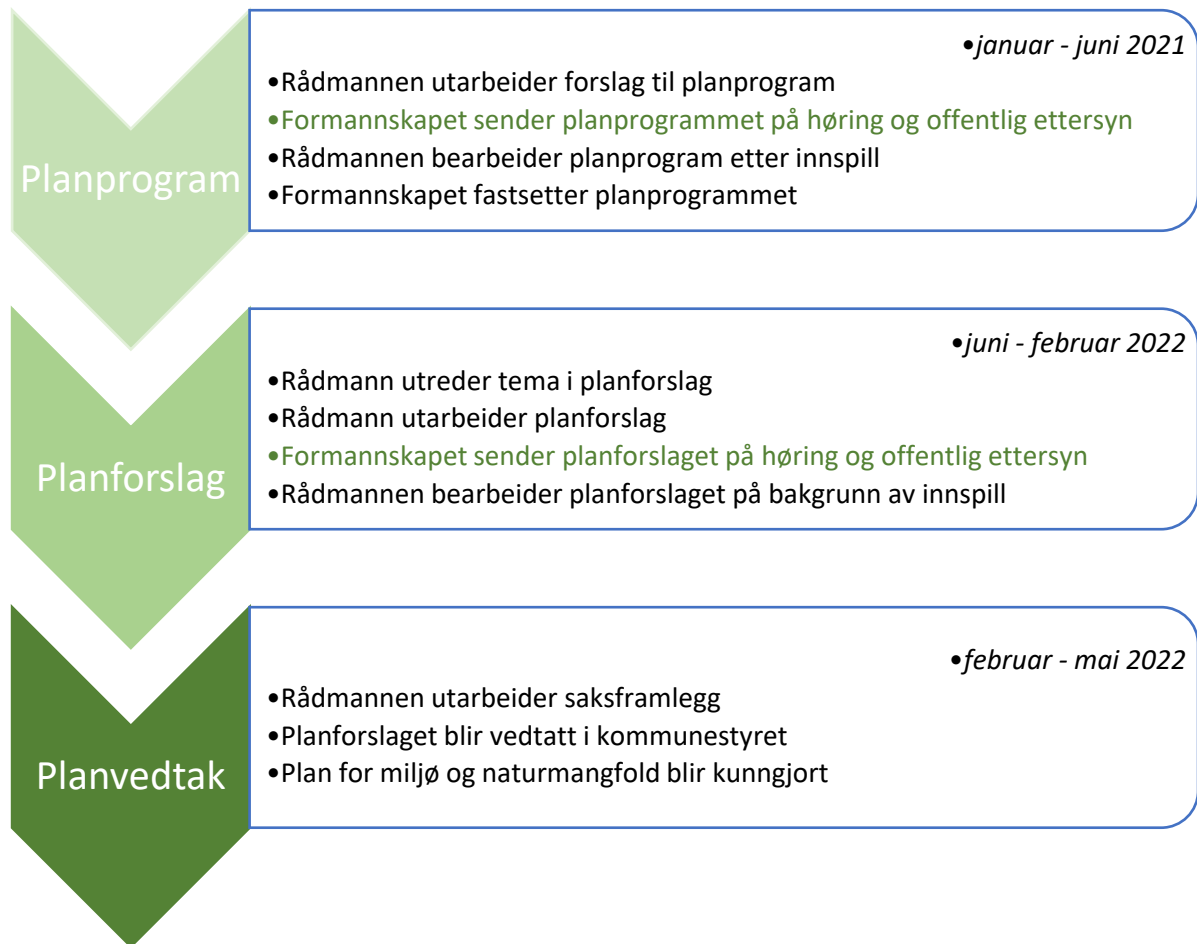 Planprogram
•januar - juni 2021
•Rådmannen utarbeider forslag til planprogram
•Formannskapet sender planprogrammet på høring og offentlig ettersyn
•Rådmannen bearbeider planprogram etter innspill
•Formannskapet fastsetter planprogrammet
Planforslag
•juni - februar 2022
•Rådmann utreder tema i planforslag
•Rådmann utarbeider planforslag
•Formannskapet sender planforslaget på høring og offentlig ettersyn
•Rådmannen bearbeider planforslaget på bakgrunn av innspill
Planvedtak
•februar - mai 2022
•Rådmannen utarbeider saksframlegg
•Planforslaget blir vedtatt i kommunestyret
•Plan for miljø og naturmangfold blir kunngjort